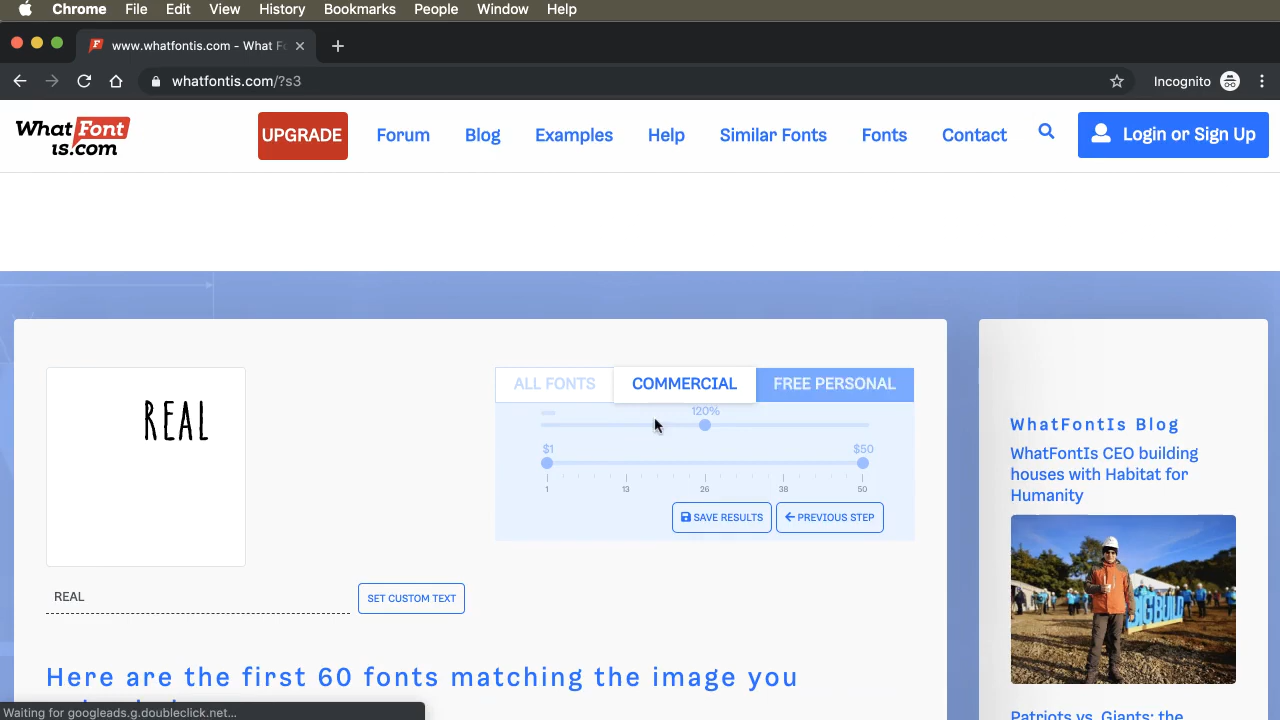 Chrome File Edit View History Bookmarks People Window Help
www.whatfontis.com - What F
whatfontis.com/?s3
Incognito
What Font is.com
UPGRADE Forum Blog Examples Help Similar Fonts Fonts Contact Login or Sign Up
REAL
ALL FONTS COMMERCIAL FREE PERSONAL
120%
$1 $50
1 13 26 38 50
SAVE RESULTS PREVIOUS STEP
REAL
SET CUSTOM TEXT
Here are the first 60 fonts matching the image you
WhatFontIs Blog
WhatFontIs CEO building
houses with Habitat for
Humanity
BIGBUILD
Patriots vs. Giants: the
Waiting for googleads.g.doubleclick.net...